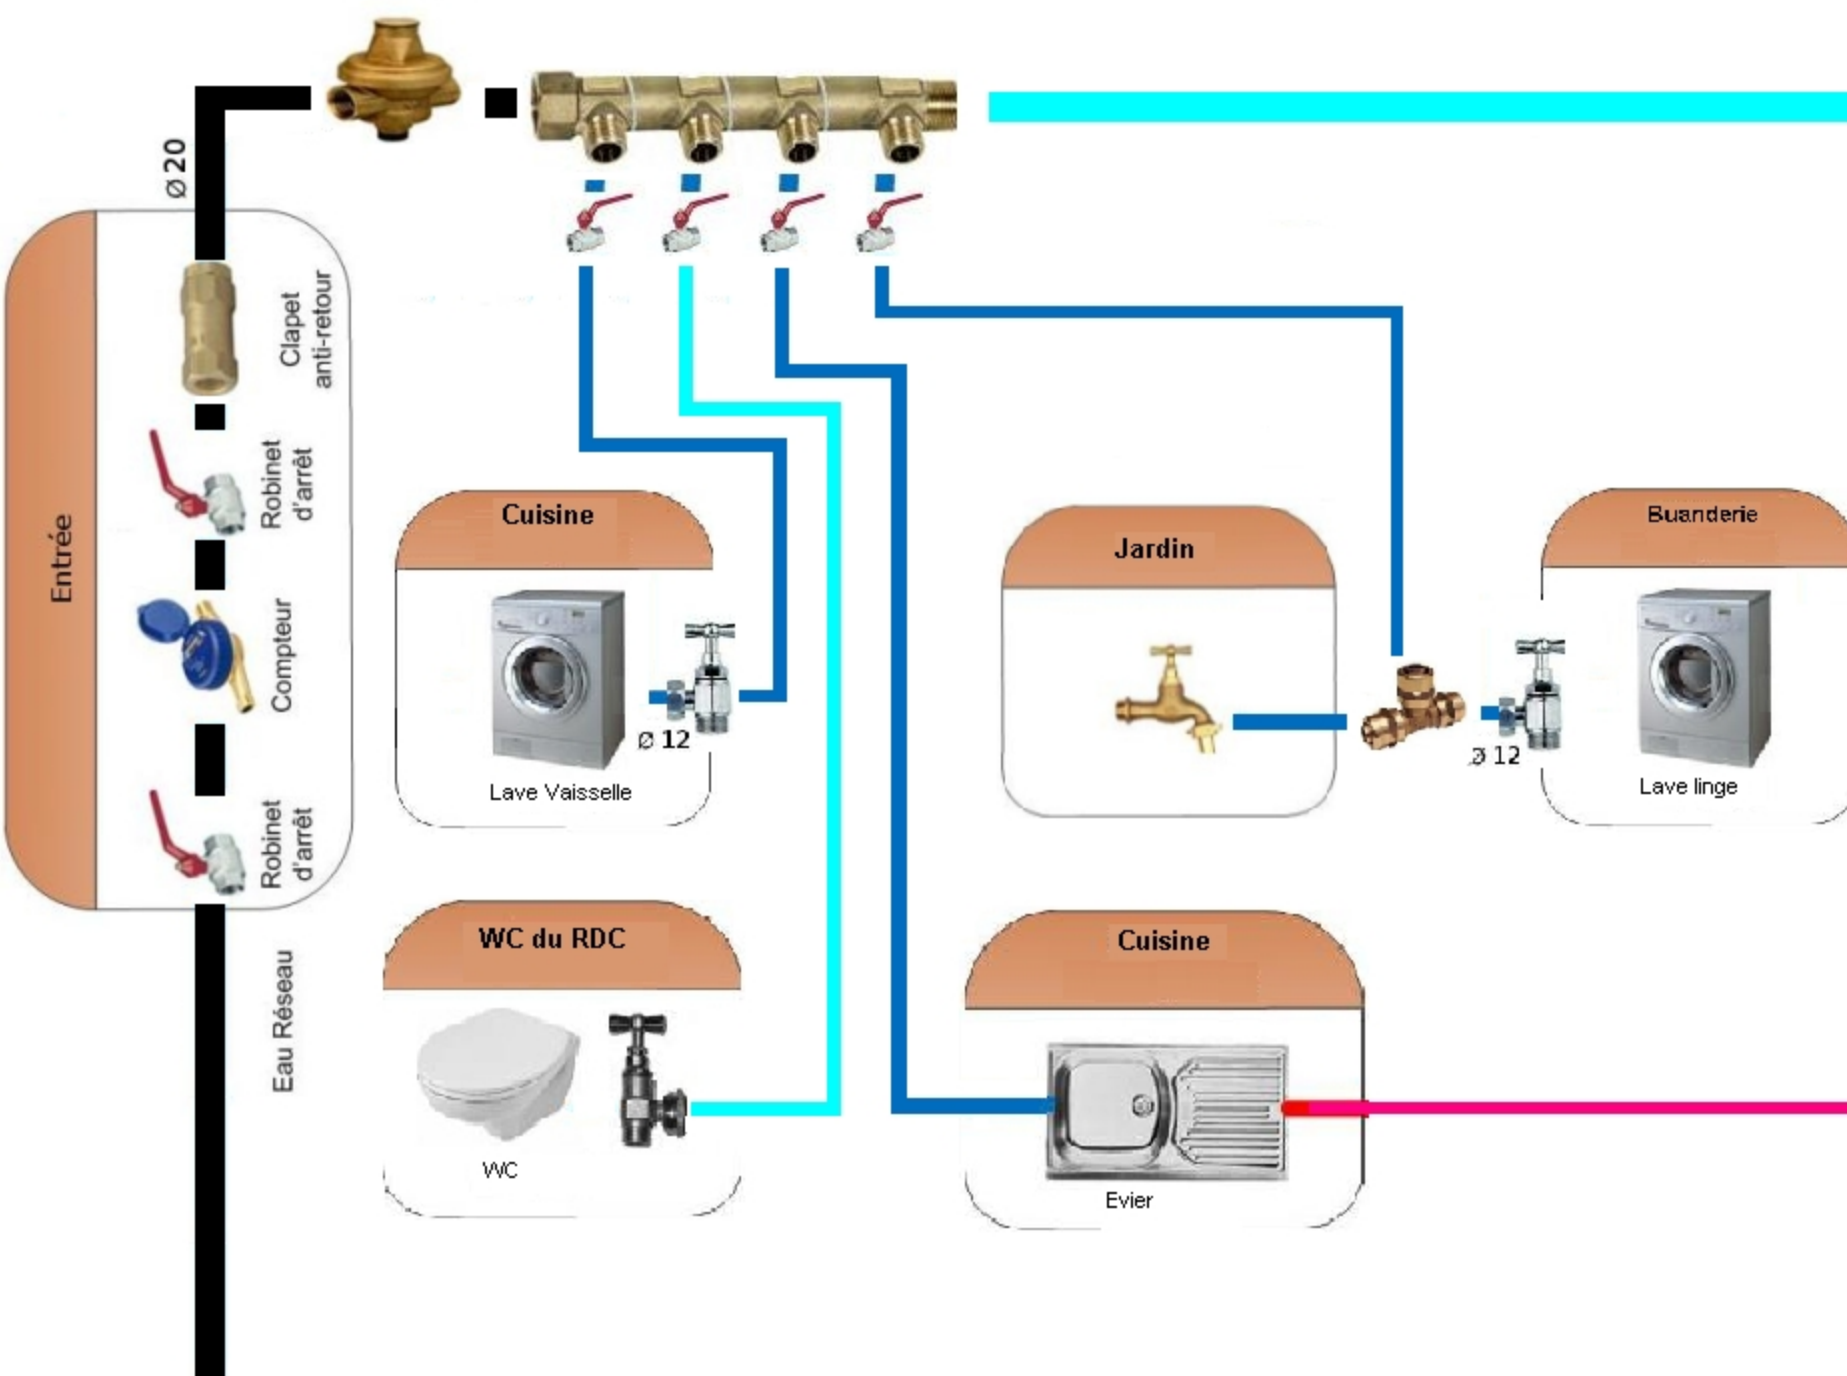 Ø 20
Entrée
Clapet
anti-retour
Robinet
d'arrêt
Compteur
Robinet
d'arrêt
Eau Réseau
Cuisine
Ø 12
Lave Vaisselle
Jardin
Buanderie
Ø 12
Lave linge
WC du RDC
WC
Cuisine
Evier